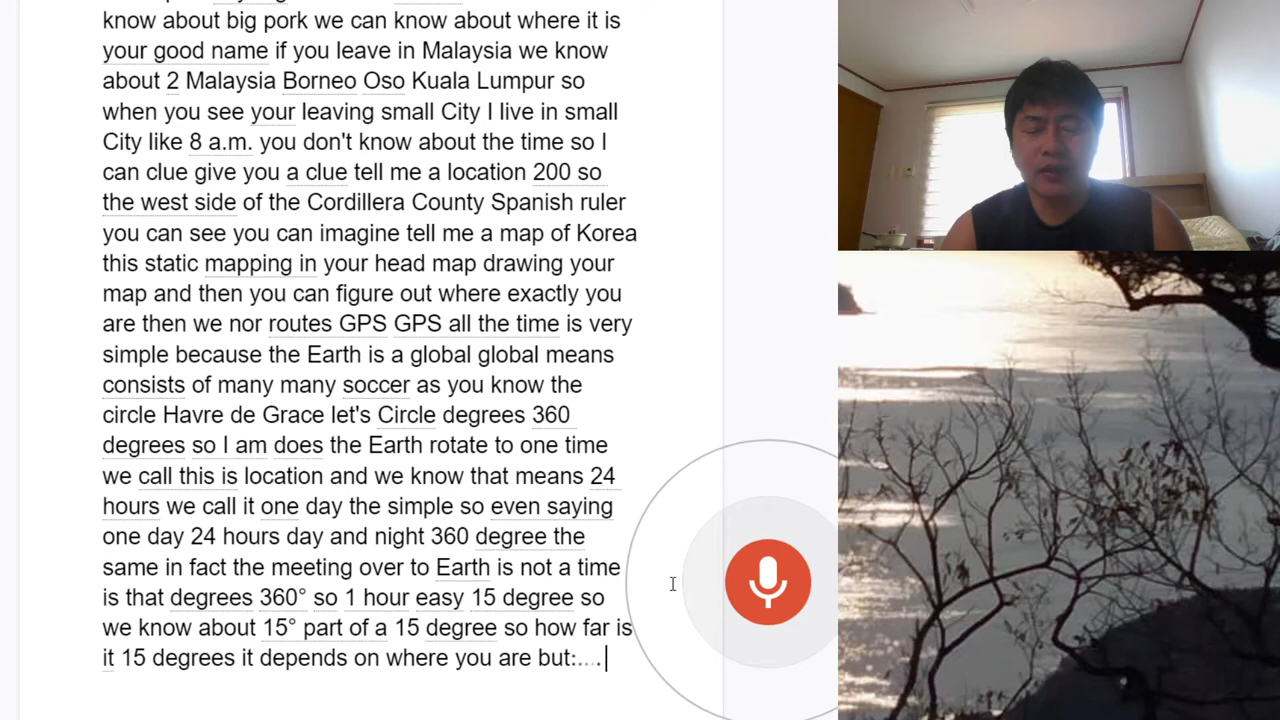 know about big pork we can know about where it is
your good name if you leave in Malaysia we know
about 2 Malaysia Borneo Oso Kuala Lumpur so
when you see your leaving small City I live in small
City like 8 a.m. you don't know about the time so I
can clue give you a clue tell me a location 200 so
the west side of the Cordillera County Spanish ruler
you can see you can imagine tell me a map of Korea
this static mapping in your head map drawing your
map and then you can figure out where exactly you
are then we nor routes GPS GPS all the time is very
simple because the Earth is a global global means
consists of many many soccer as you know the
circle Havre de Grace let's Circle degrees 360
degrees so I am does the Earth rotate to one time
we call this is location and we know that means 24
hours we call it one day the simple so even saying
one day 24 hours day and night 360 degree the
same in fact the meeting over to Earth is not a time
is that degrees 360° so 1 hour easy 15 degree so
we know about 15° part of a 15 degree so how far is
it 15 degrees it depends on where you are but:....